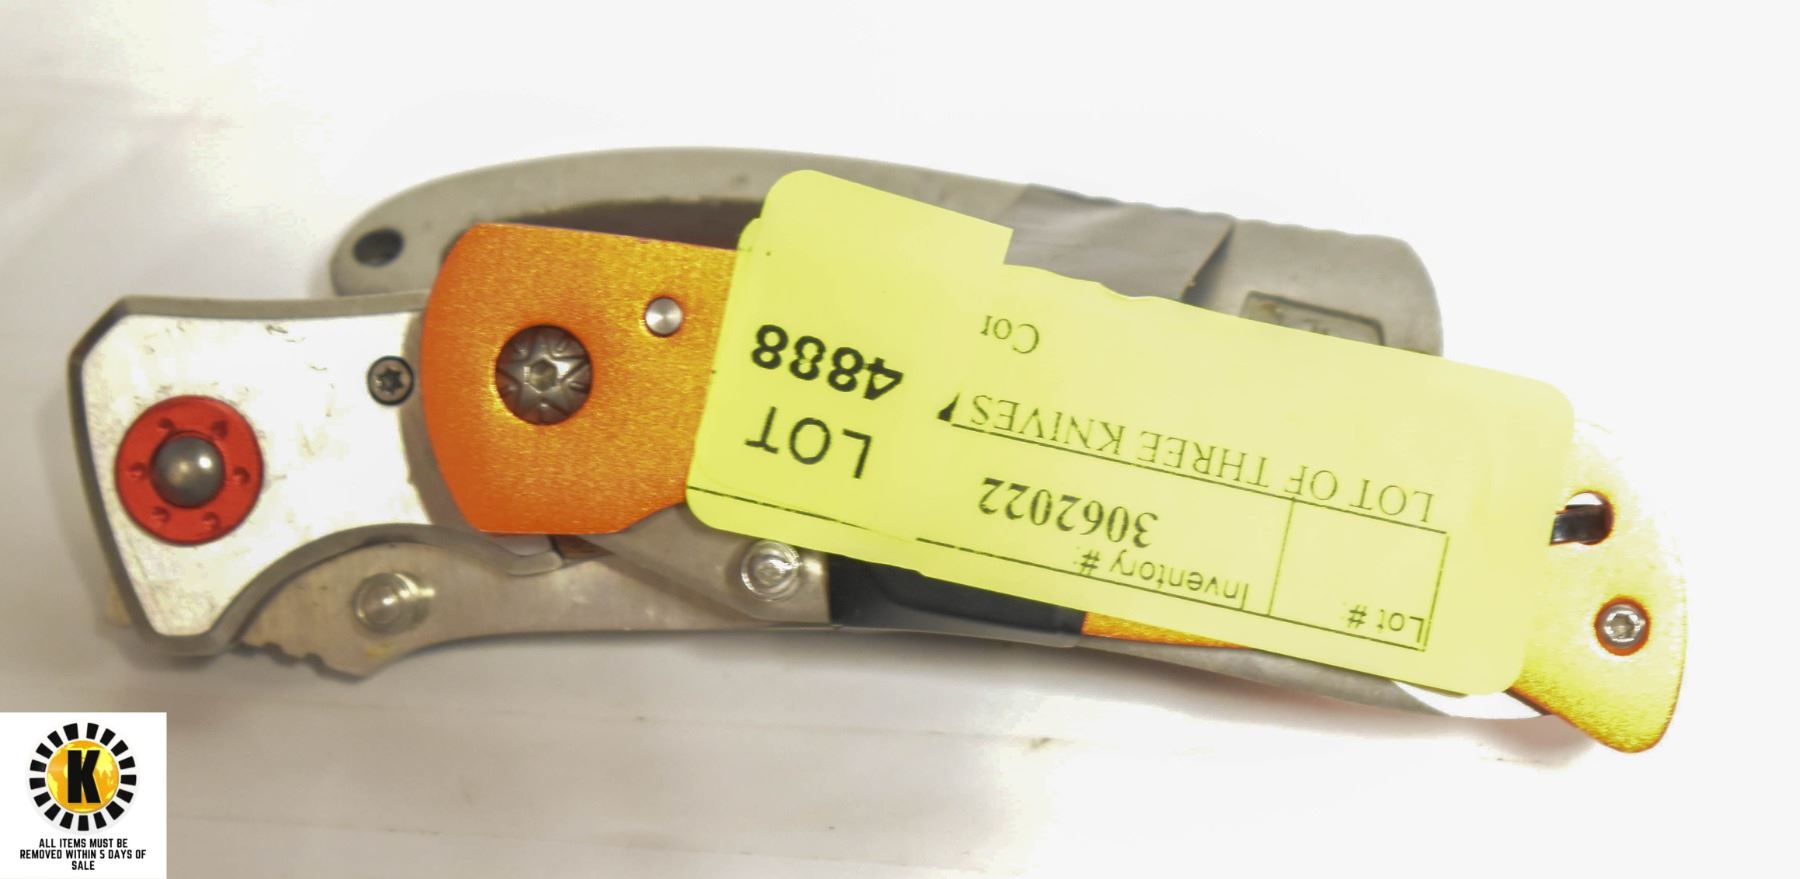 Lot #:
Inventory #:
3062022
LOT OF THREE KNIVES!
LOT
4888
K
ALL ITEMS MUST BE
REMOVED WITHIN 5 DAYS OF
SALE